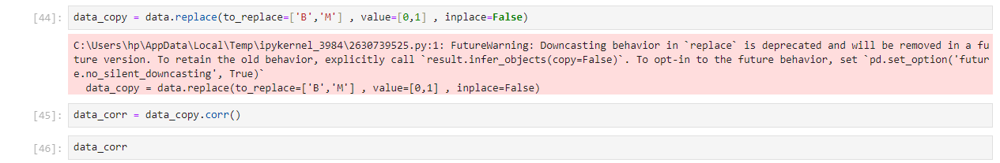 [44]: data_copy = data.replace(to_replace=['B','M'] , value=[0,1] , inplace=False)
C:\Users\hp\AppData\Local\Temp\ipykernel_3984\2630739525.py:1: FutureWarning: Downcasting behavior in `replace` is deprecated and will be removed in a fu
ture version. To retain the old behavior, explicitly call `result.infer_objects(copy=False)`. To opt-in to the future behavior, set `pd.set_option('futur
e.no_silent_downcasting', True)`
  data_copy = data.replace(to_replace=['B','M'] , value=[0,1] , inplace=False)
[45]: data_corr = data_copy.corr()
[46]: data_corr